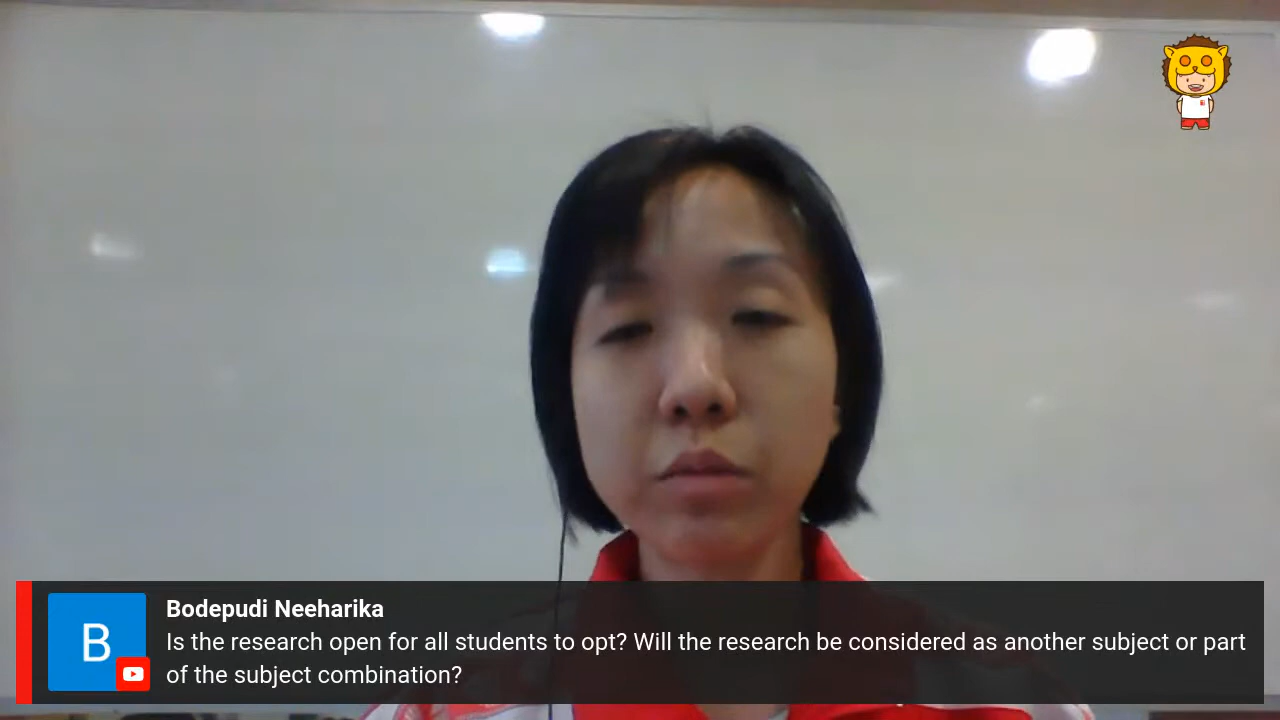 Bodepudi Neeharika
Is the research open for all students to opt? Will the research be considered as another subject or part
of the subject combination?
B